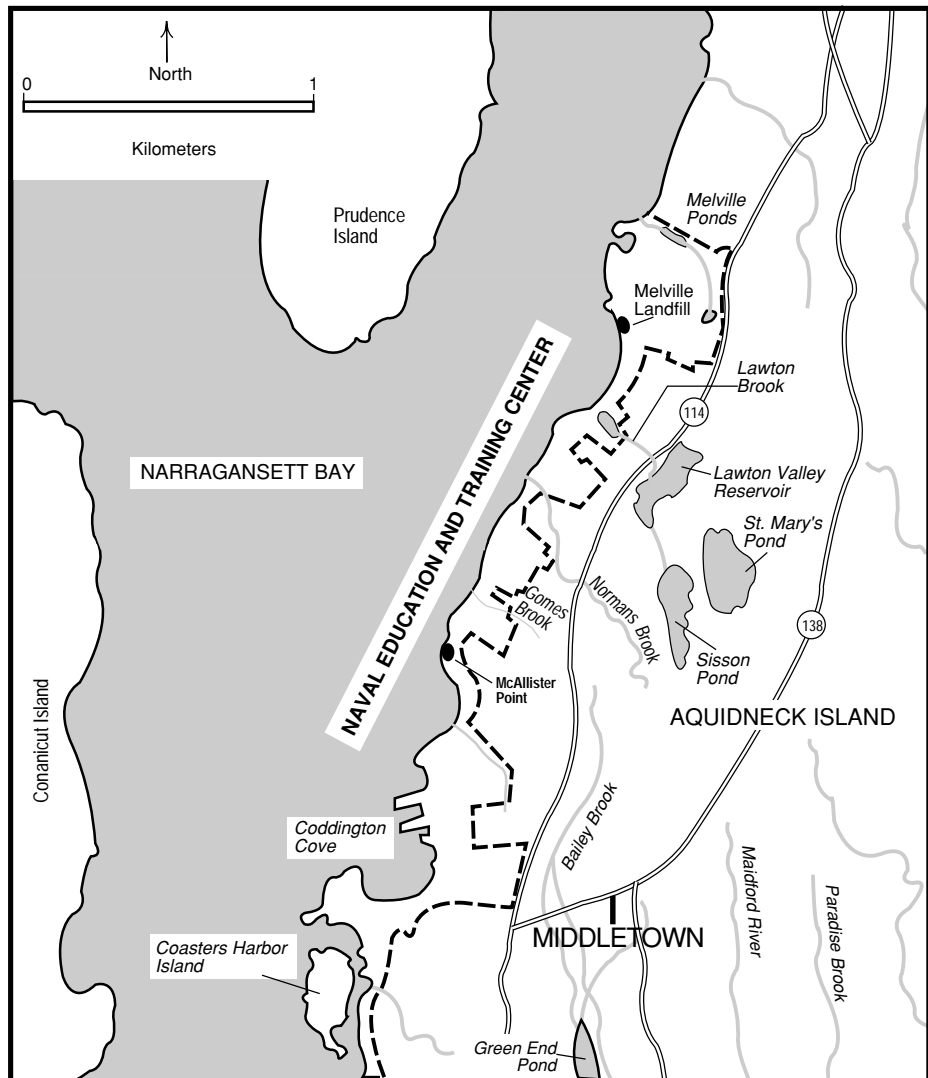 North
0 1
Kilometers
Prudence
Island
Melville
Ponds
Melville
Landfill
Lawton
Brook
114
NARRAGANSETT BAY
NAVAL EDUCATION AND TRAINING CENTER
Lawton Valley
Reservoir
St. Mary's
Pond
Gomes
Brook
Normans Brook
138
Sisson
Pond
McAllister
Point
AQUIDNECK ISLAND
Conanicut Island
Coddington
Cove
Bailey Brook
Maidford River
Paradise Brook
MIDDLETOWN
Coasters Harbor
Island
Green End
Pond